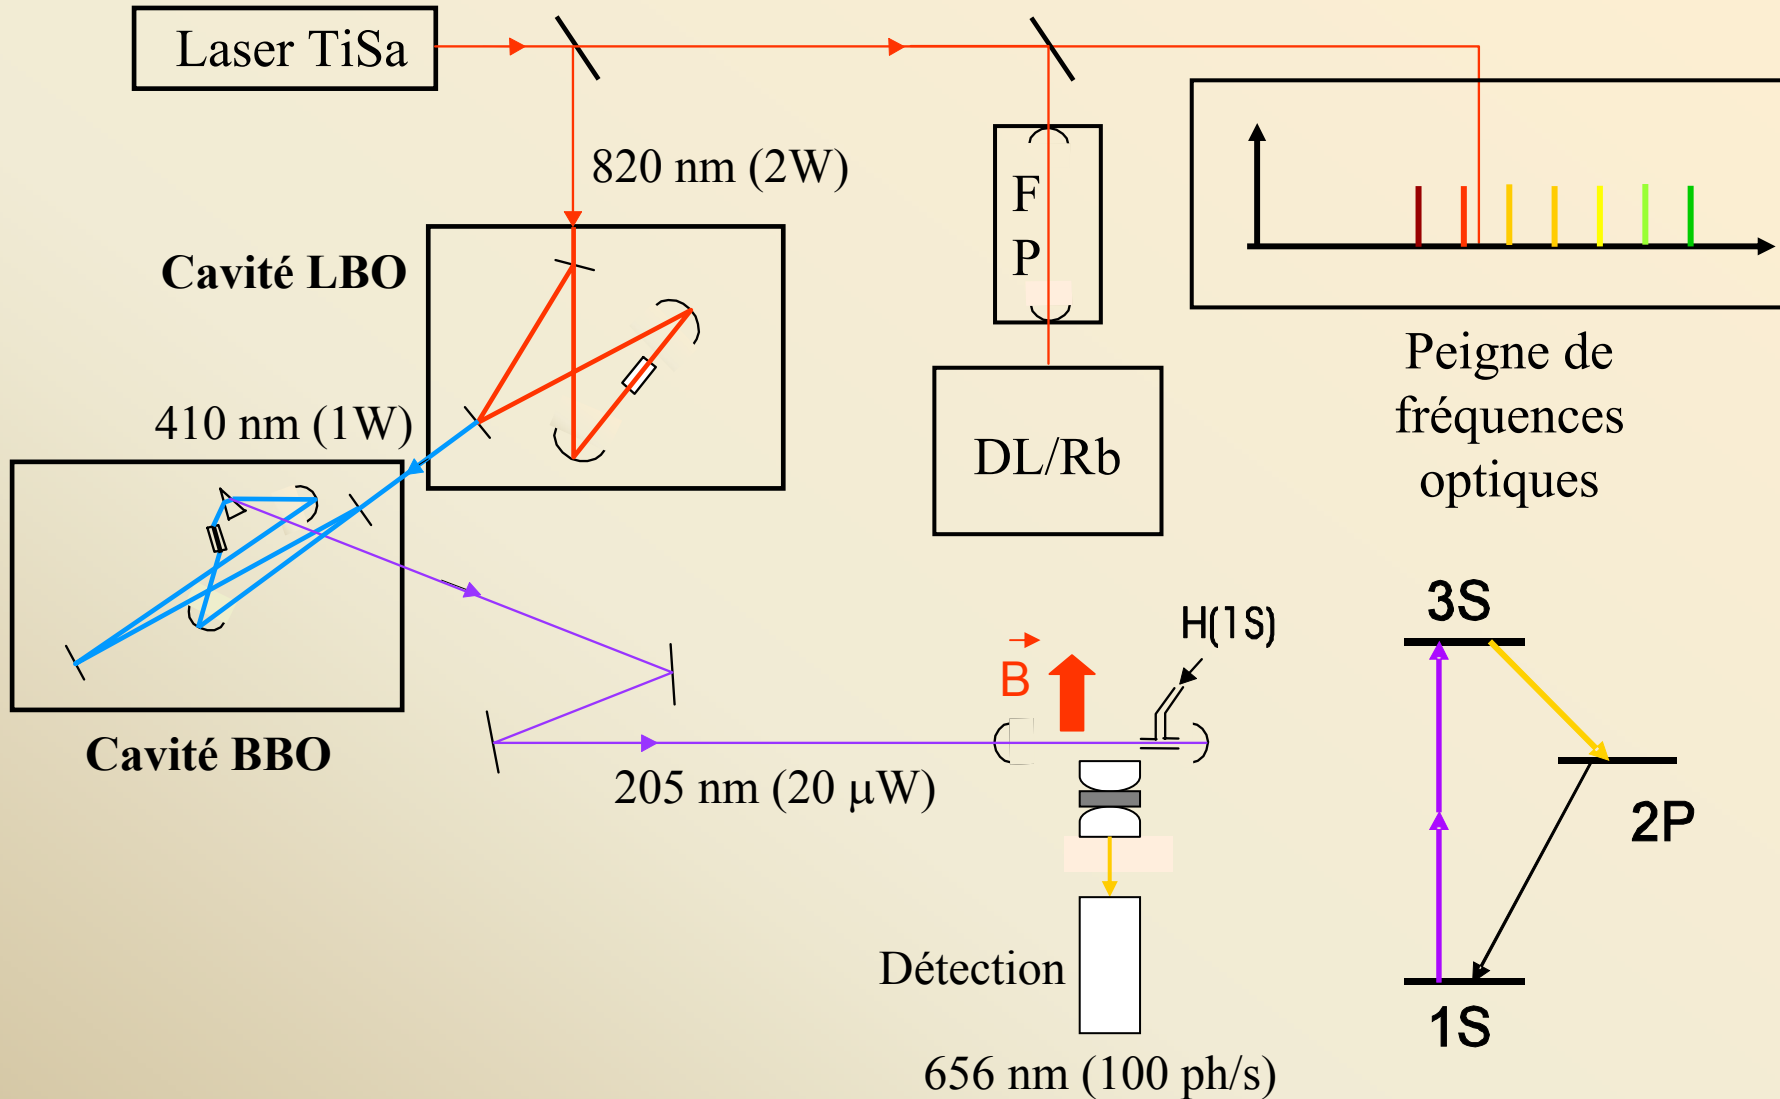 Laser TiSa
820 nm (2W)
F
P
Cavité LBO
Peigne de
fréquences
optiques
410 nm (1W)
DL/Rb
3S
H(1S)
B
Cavité BBO
205 nm (20 μW)
2P
Détection
1S
656 nm (100 ph/s)